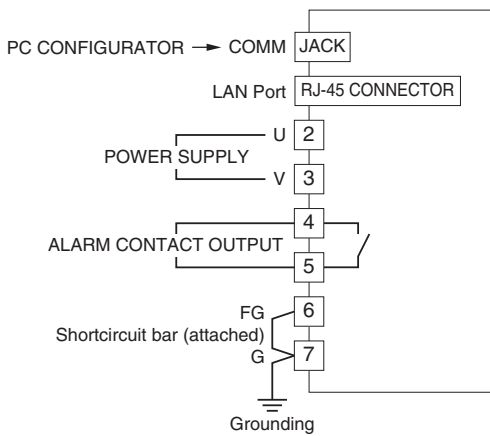 PC CONFIGURATOR COMM JACK
LAN Port RJ-45 CONNECTOR
U 2
POWER SUPPLY
V 3
4
ALARM CONTACT OUTPUT
5
FG 6
Shortcircuit bar (attached)
G 7
Grounding